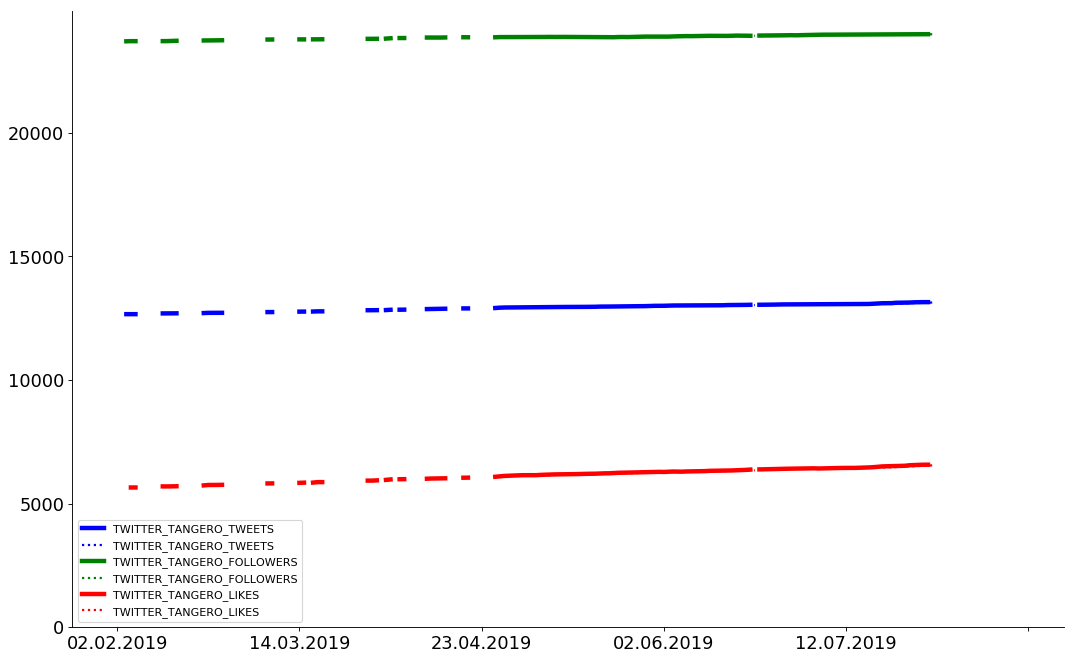 20000
15000
10000
5000
0
TWITTER_TANGERO_TWEETS
TWITTER_TANGERO_TWEETS
TWITTER_TANGERO_FOLLOWERS
TWITTER_TANGERO_FOLLOWERS
TWITTER_TANGERO_LIKES
TWITTER_TANGERO_LIKES
02.02.2019 14.03.2019 23.04.2019 02.06.2019 12.07.2019